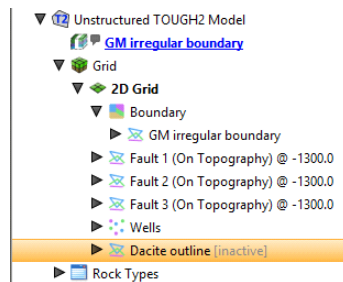 Unstructured TOUGH2 Model
GM irregular boundary
Grid
2D Grid
Boundary
GM irregular boundary
Fault 1 (On Topography) @ -1300.0
Fault 2 (On Topography) @ -1300.0
Fault 3 (On Topography) @ -1300.0
Wells
Dacite outline [inactive]
Rock Types